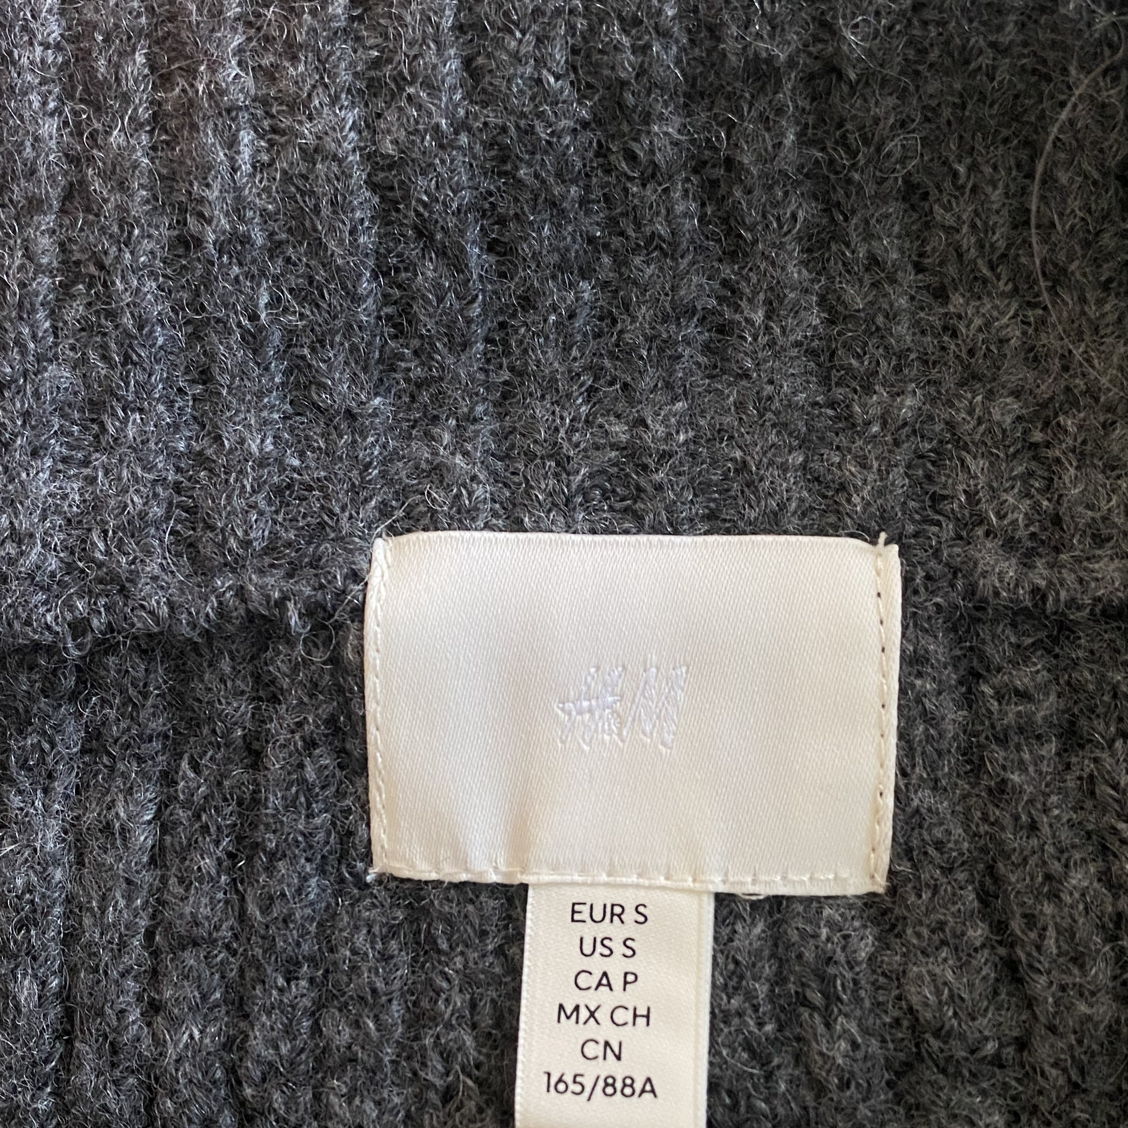 H&M
EUR S
US S
CA P
MX CH
CN
165/88A